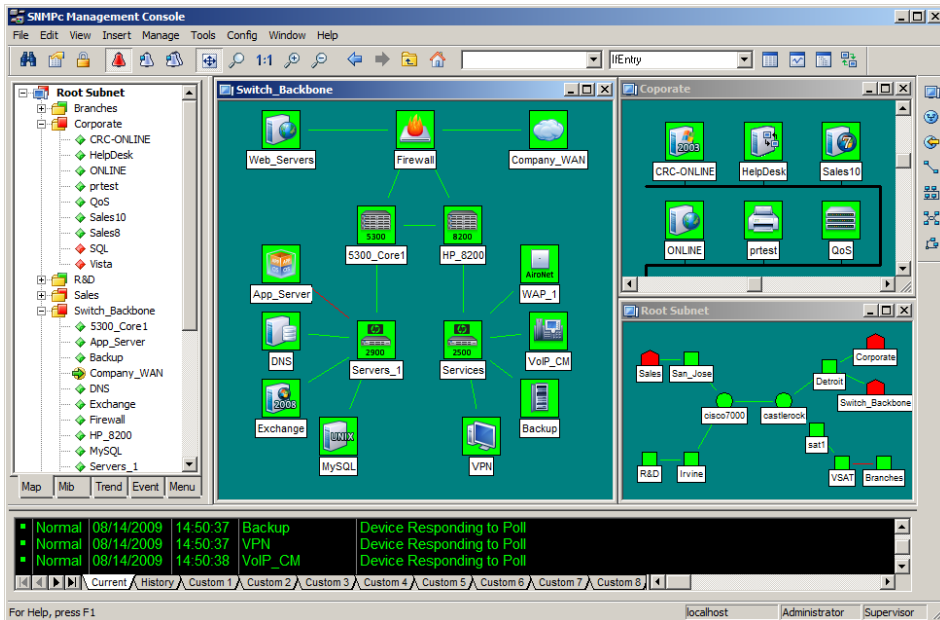 SNMPc Management Console
File Edit View Insert Manage Tools Config Window Help
1:1 IfEntry
Root Subnet
Branches
Corporate
CRC-ONLINE
HelpDesk
ONLINE
prtest
QoS
Sales10
Sales8
SQL
Vista
R&D
Sales
Switch_Backbone
5300_Core1
App_Server
Backup
Company_WAN
DNS
Exchange
Firewall
HP_8200
MySQL
Servers_1
Map Mib Trend Event Menu
Switch_Backbone
Web_Servers Firewall Company_WAN
5300 8200
5300_Core1 HP_8200
AiroNet
App_Server WAP_1
2900 2500
DNS Servers_1 Services VoIP_CM
2008
Exchange Backup
UNIX
MySQL VPN
Coporate
2003
CRC-ONLINE HelpDesk Sales10
ONLINE prtest QoS
Root Subnet
Corporate
Sales San_Jose Detroit
Switch_Backbone
cisco7000 castlerock
sat1
R&D Irvine VSAT Branches
Normal 08/14/2009 14:50:37 Backup Device Responding to Poll
Normal 08/14/2009 14:50:37 VPN Device Responding to Poll
Normal 08/14/2009 14:50:38 VoIP_CM Device Responding to Poll
Current History Custom 1 Custom 2 Custom 3 Custom 4 Custom 5 Custom 6 Custom 7 Custom 8
For Help, press F1 localhost Administrator Supervisor